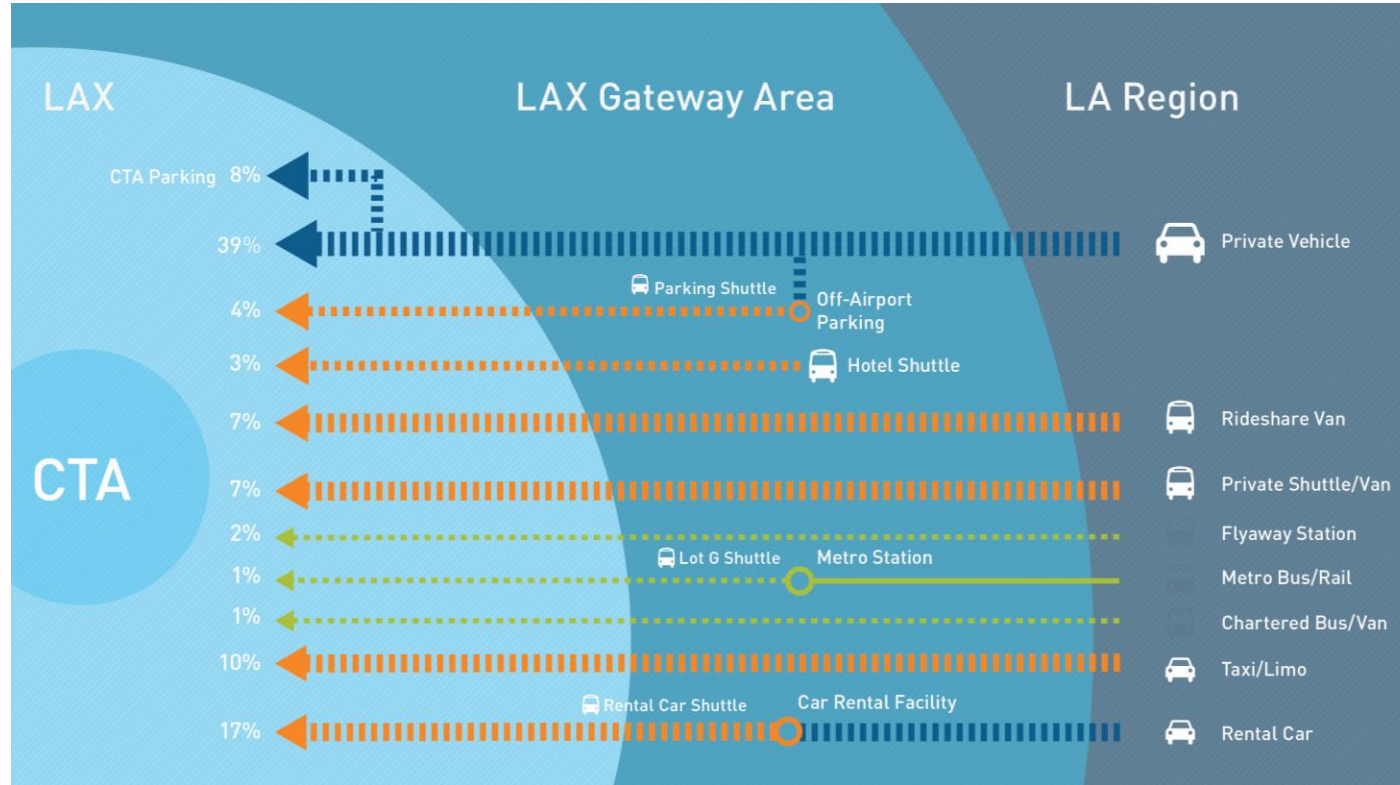 LAX
LAX Gateway Area
LA Region
CTA Parking 8%
39%
Private Vehicle
Parking Shuttle
4%
Off-Airport
Parking
3%
Hotel Shuttle
7%
Rideshare Van
CTA
7%
Private Shuttle/Van
2%
Flyaway Station
Lot G Shuttle
Metro Station
1%
Metro Bus/Rail
1%
Chartered Bus/Van
10%
Taxi/Limo
Rental Car Shuttle
Car Rental Facility
17%
Rental Car